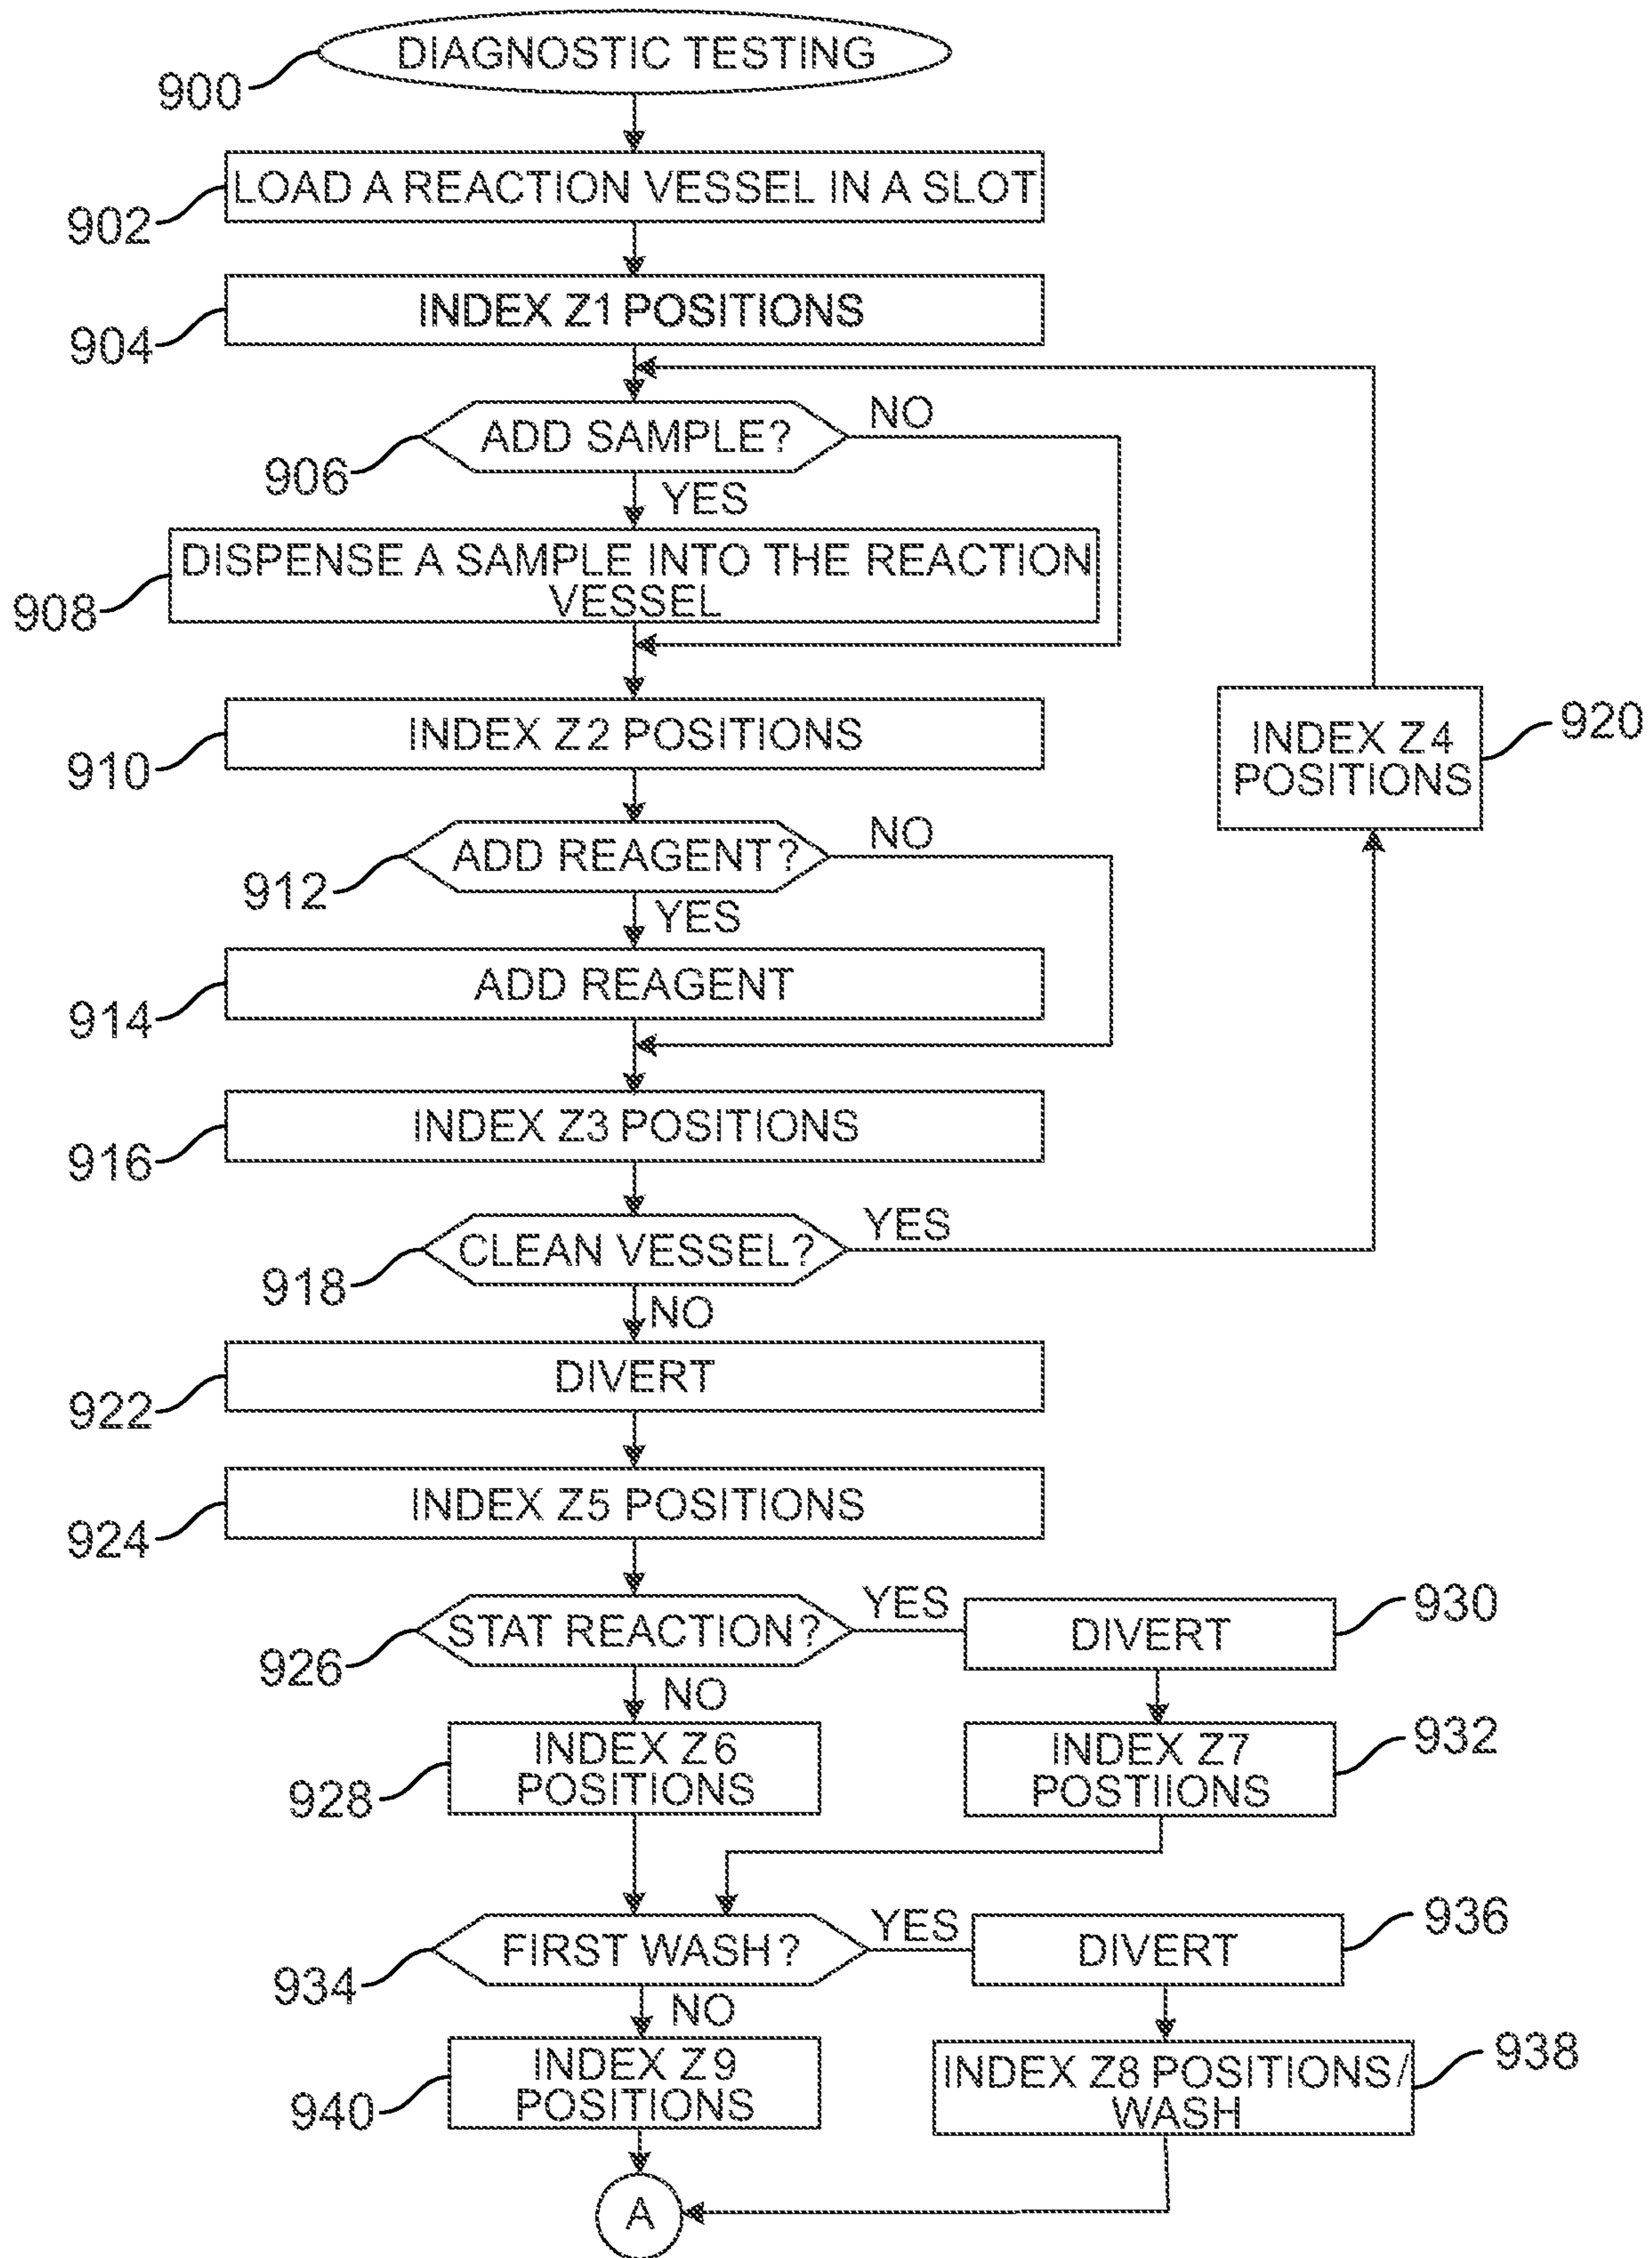 DIAGNOSTIC TESTING
900
LOAD A REACTION VESSEL IN A SLOT
902
INDEX Z1 POSITIONS
904
ADD SAMPLE?
NO
906
YES
DISPENSE A SAMPLE INTO THE REACTION
VESSEL
908
INDEX Z2 POSITIONS
910
INDEX Z4
POSITIONS
920
ADD REAGENT?
NO
912
YES
ADD REAGENT
914
INDEX Z3 POSITIONS
916
CLEAN VESSEL?
YES
918
NO
DIVERT
922
INDEX Z5 POSITIONS
924
STAT REACTION?
YES
926
DIVERT
930
NO
INDEX Z6
POSITIONS
928
INDEX Z7
POSTIIONS
932
FIRST WASH?
YES
934
DIVERT
936
NO
INDEX Z9
POSITIONS
940
INDEX Z8 POSITIONS/
WASH
938
A